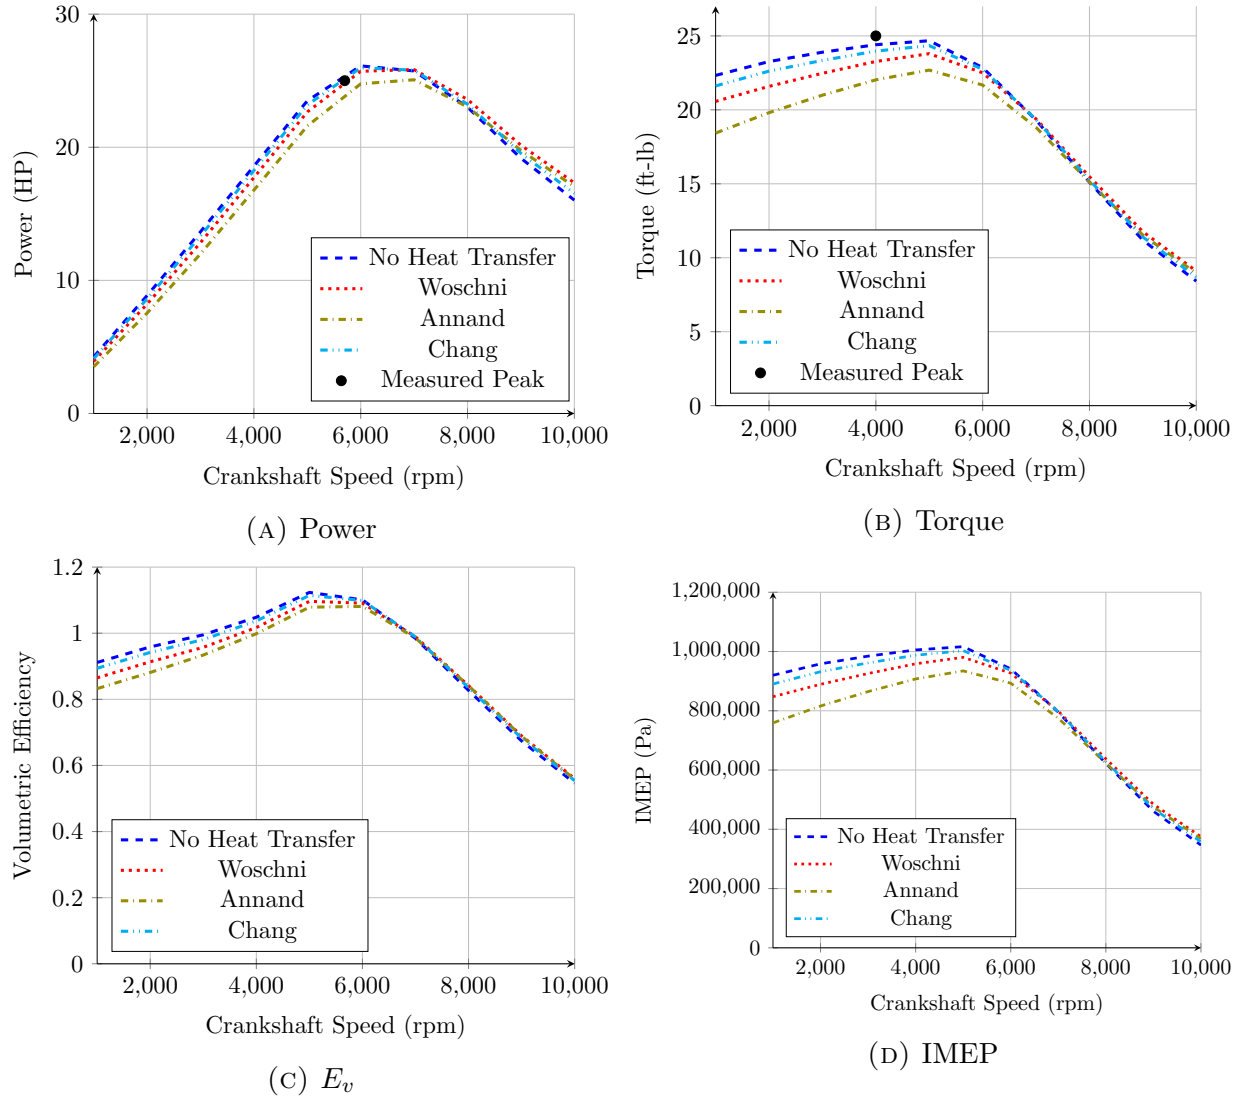 30
20
10
0
Power (HP)
No Heat Transfer
Woschni
Annand
Chang
Measured Peak
2,000 4,000 6,000 8,000 10,000
Crankshaft Speed (rpm)
(A) Power
25
20
15
10
5
0
Torque (ft-lb)
No Heat Transfer
Woschni
Annand
Chang
Measured Peak
2,000 4,000 6,000 8,000 10,000
Crankshaft Speed (rpm)
(B) Torque
1.2
1
0.8
0.6
0.4
0.2
0
Volumetric Efficiency
No Heat Transfer
Woschni
Annand
Chang
2,000 4,000 6,000 8,000 10,000
Crankshaft Speed (rpm)
(C) E_v
1,200,000
1,000,000
800,000
600,000
400,000
200,000
0
IMEP (Pa)
No Heat Transfer
Woschni
Annand
Chang
2,000 4,000 6,000 8,000 10,000
Crankshaft Speed (rpm)
(D) IMEP